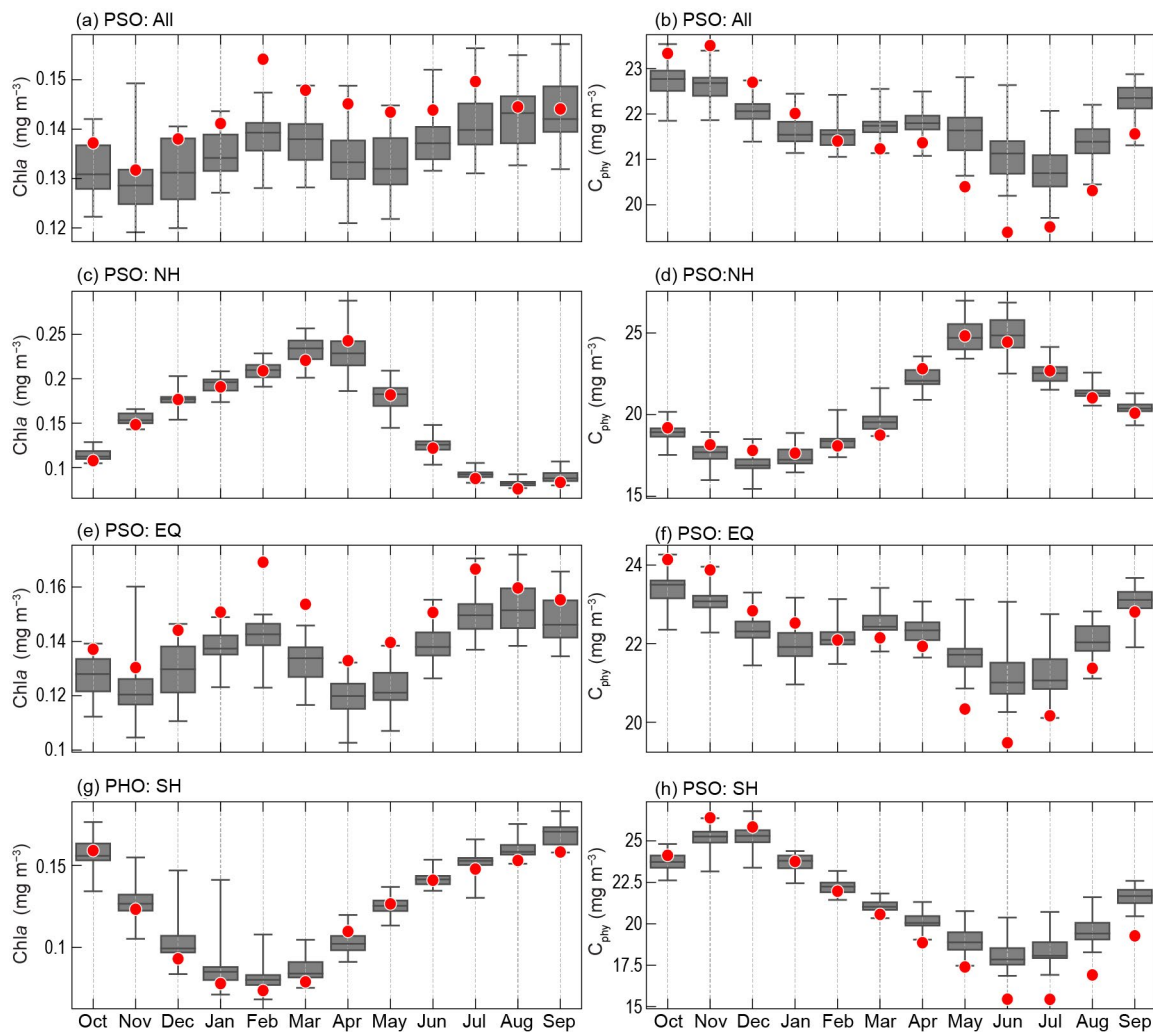 (a) PSO: All
Chla (mg m⁻³)
0.15
0.14
0.13
0.12
(b) PSO: All
C_phy (mg m⁻³)
23
22
21
20
(c) PSO: NH
Chla (mg m⁻³)
0.25
0.2
0.15
0.1
(d) PSO:NH
C_phy (mg m⁻³)
25
20
15
(e) PSO: EQ
Chla (mg m⁻³)
0.16
0.14
0.12
0.1
(f) PSO: EQ
C_phy (mg m⁻³)
24
22
20
(g) PHO: SH
Chla (mg m⁻³)
0.15
0.1
Oct Nov Dec Jan Feb Mar Apr May Jun Jul Aug Sep
(h) PSO: SH
C_phy (mg m⁻³)
25
22.5
20
17.5
15
Oct Nov Dec Jan Feb Mar Apr May Jun Jul Aug Sep